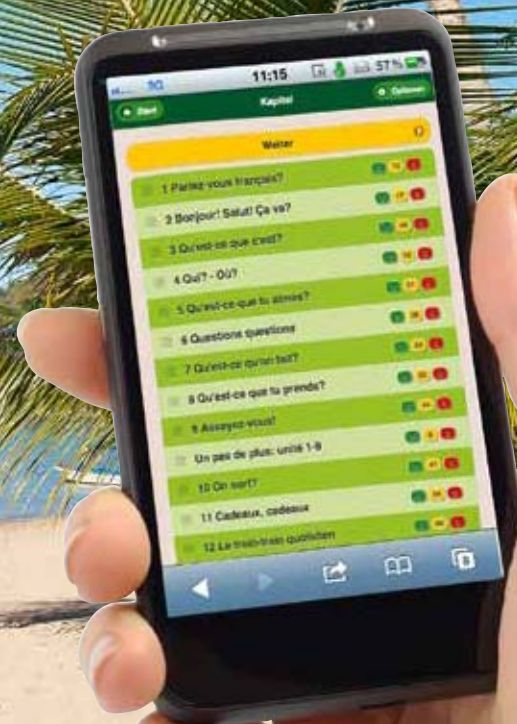 3G 11:15 57%
Start Kapitel Optionen
Weiter
1 Parlez-vous français?
2 Bonjour! Salut! Ça va?
3 Qu'est-ce que c'est?
4 Qui? - Où?
5 Qu'est-ce que tu aimes?
6 Questions questions
7 Qu'est-ce qu'on fait?
8 Qu'est-ce que tu prends?
9 Asseyez-vous!
Un pas de plus: unité 1-9
10 On sort?
11 Cadeaux, cadeaux
12 Le train-train quotidien